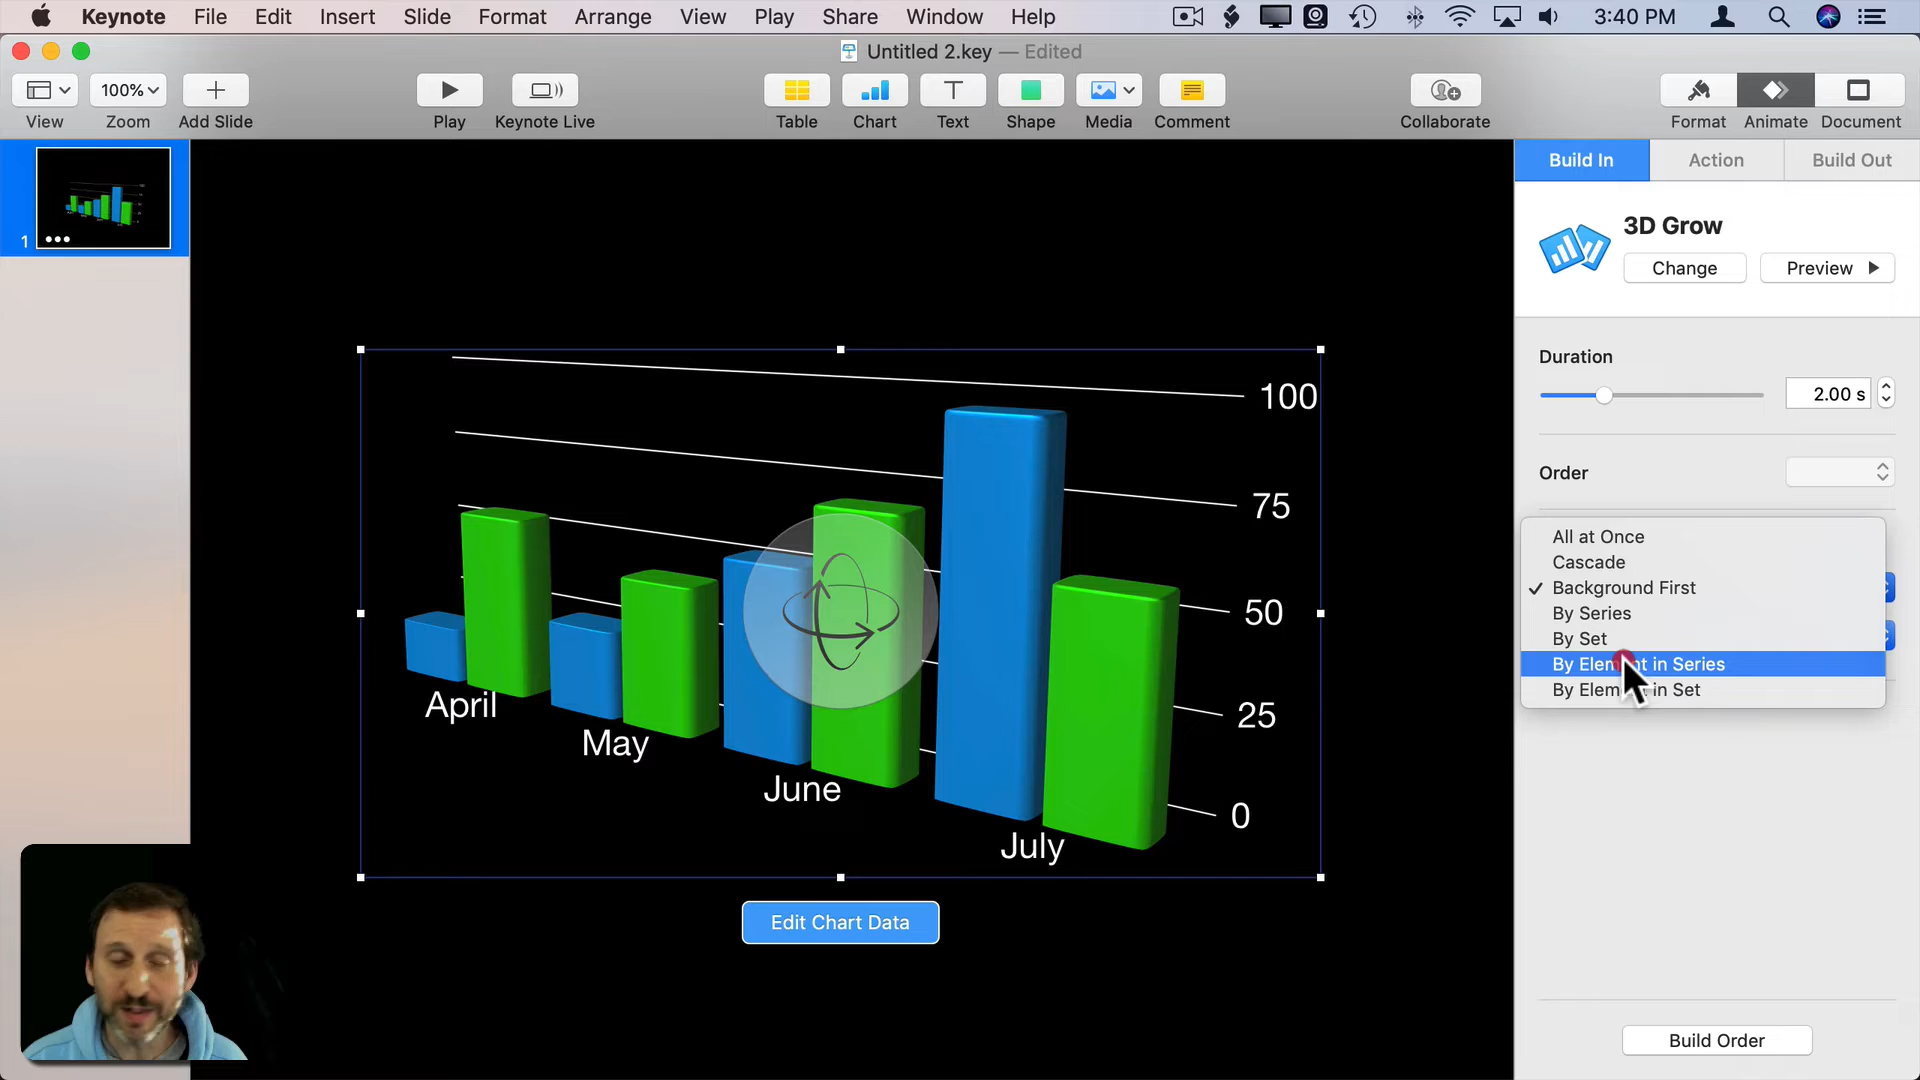 Keynote File Edit Insert Slide Format Arrange View Play Share Window Help 3:40 PM
Untitled 2.key — Edited
100%
View Zoom Add Slide Play Keynote Live Table Chart Text Shape Media Comment Collaborate Format Animate Document
Build In Action Build Out
1
3D Grow
Change Preview
Duration
2.00 s
Order
All at Once
Cascade
Background First
By Series
By Set
By Element in Series
By Element in Set
100
75
50
25
0
April
May
June
July
Edit Chart Data
Build Order